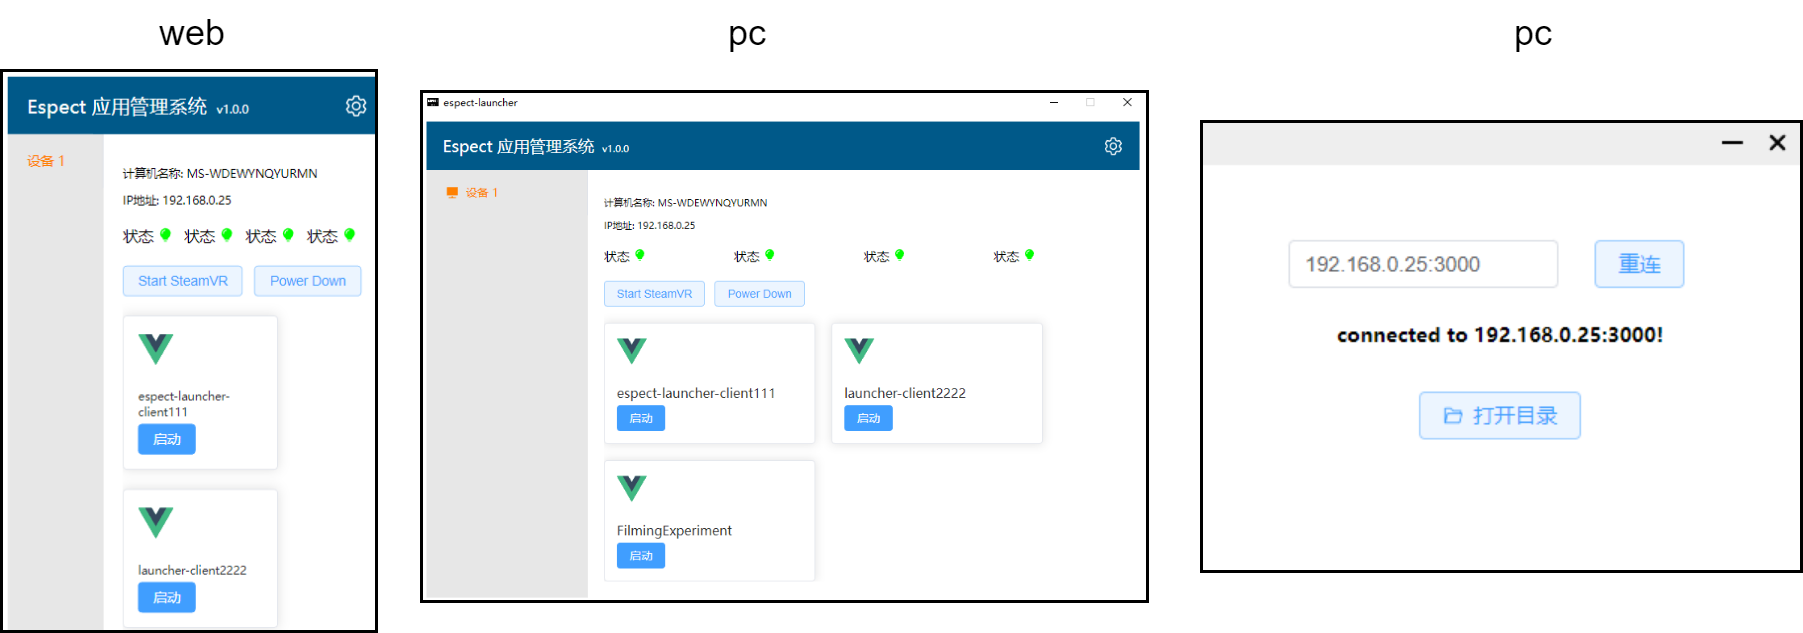 web
Espect 应用管理系统 v1.0.0
设备 1
计算机名称: MS-WDEWYNQYURMN
IP地址: 192.168.0.25
状态 状态 状态 状态
Start SteamVR Power Down
espect-launcher-
client111
启动
launcher-client2222
启动
pc
espect-launcher
Espect 应用管理系统 v1.0.0
设备 1
计算机名称: MS-WDEWYNQYURMN
IP地址: 192.168.0.25
状态 状态 状态 状态
Start SteamVR Power Down
espect-launcher-client111
启动
launcher-client2222
启动
FilmingExperiment
启动
pc
192.168.0.25:3000 重连
connected to 192.168.0.25:3000!
打开目录